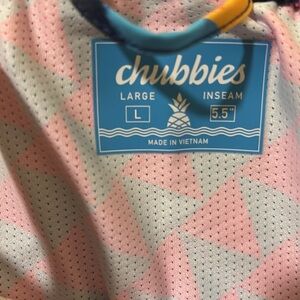 chubbies
LARGE INSEAM
L 5.5"
MADE IN VIETNAM